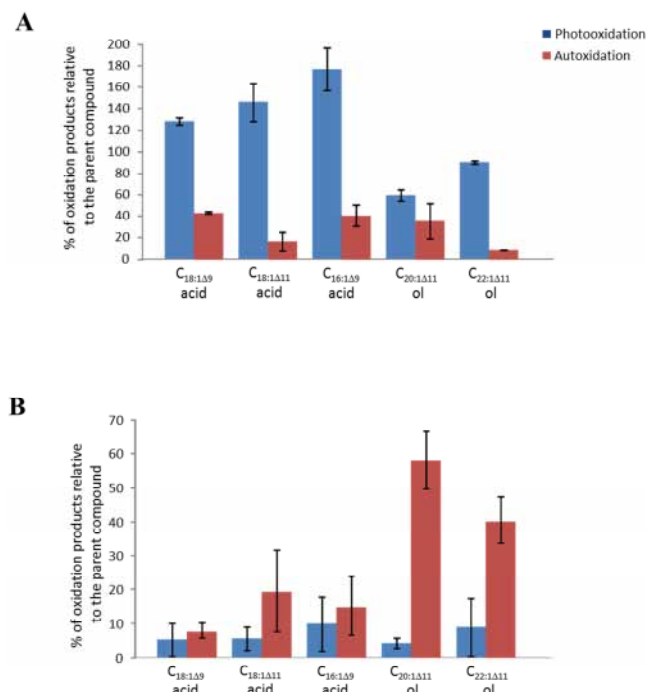 A
Photooxidation
Autoxidation
% of oxidation products relative
to the parent compound
200
180
160
140
120
100
80
60
40
20
0
C18:1Δ9 C18:1Δ11 C16:1Δ9 C20:1Δ11 C22:1Δ11
acid acid acid ol ol
B
% of oxidation products relative
to the parent compound
70
60
50
40
30
20
10
0
C18:1Δ9 C18:1Δ11 C16:1Δ9 C20:1Δ11 C22:1Δ11
acid acid acid ol ol